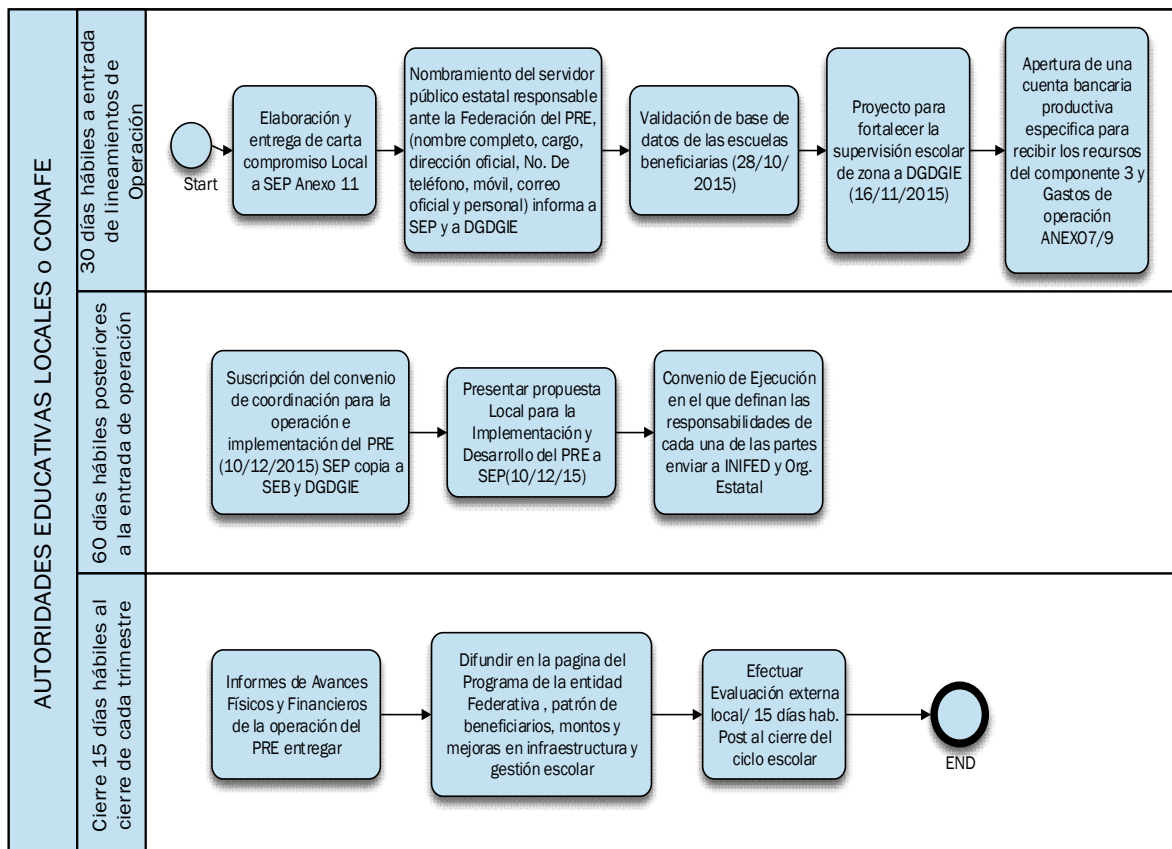 AUTORIDADES EDUCATIVAS LOCALES o CONAFE
30 días hábiles a entrada
de lineamientos de
Operación
Start
Elaboración y
entrega de carta
compromiso Local
a SEP Anexo 11
Nombramiento del servidor
público estatal responsable
ante la Federación del PRE,
(nombre completo, cargo,
dirección oficial, No. De
teléfono, móvil, correo
oficial y personal) informa a
SEP y a DGDGIE
Validación de base de
datos de las escuelas
beneficiarias (28/10/
2015)
Proyecto para
fortalecer la
supervisión escolar
de zona a DGDGIE
(16/11/2015)
Apertura de una
cuenta bancaria
productiva
especifica para
recibir los recursos
del componente 3 y
Gastos de
operación
ANEXO7/9
60 días hábiles posteriores
a la entrada de operación
Suscripción del convenio
de coordinación para la
operación e
implementación del PRE
(10/12/2015) SEP copia a
SEB y DGDGIE
Presentar propuesta
Local para la
Implementación y
Desarrollo del PRE a
SEP(10/12/15)
Convenio de Ejecución
en el que definan las
responsabilidades de
cada una de las partes
enviar a INIFED y Org.
Estatal
Cierre 15 días hábiles al
cierre de cada trimestre
Informes de Avances
Físicos y Financieros
de la operación del
PRE entregar
Difundir en la pagina del
Programa de la entidad
Federativa , patrón de
beneficiarios, montos y
mejoras en infraestructura y
gestión escolar
Efectuar
Evaluación externa
local/ 15 días hab.
Post al cierre del
ciclo escolar
END